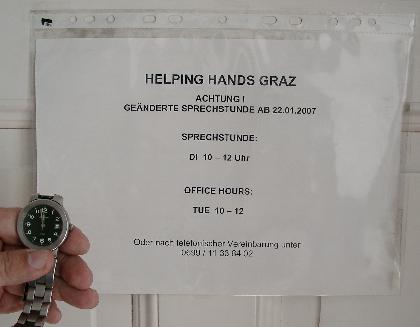 HELPING HANDS GRAZ
ACHTUNG !
GEÄNDERTE SPRECHSTUNDE AB 22.01.2007
SPRECHSTUNDE:
DI 10 – 12 Uhr
OFFICE HOURS:
TUE 10 – 12
Oder nach telefonischer Vereinbarung unter